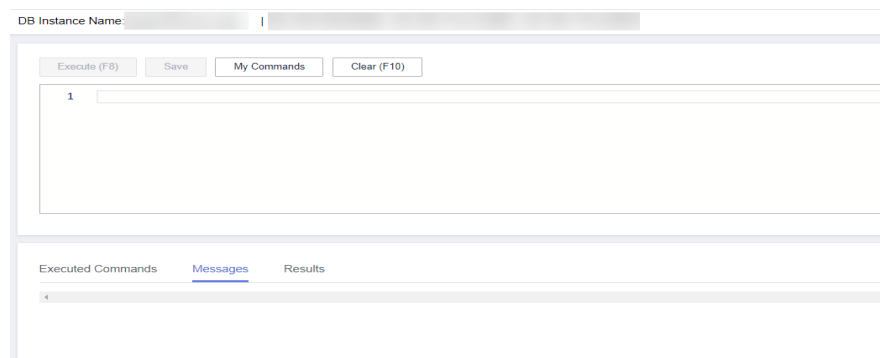 DB Instance Name: |
Execute (F8) Save My Commands Clear (F10)
1
Executed Commands Messages Results